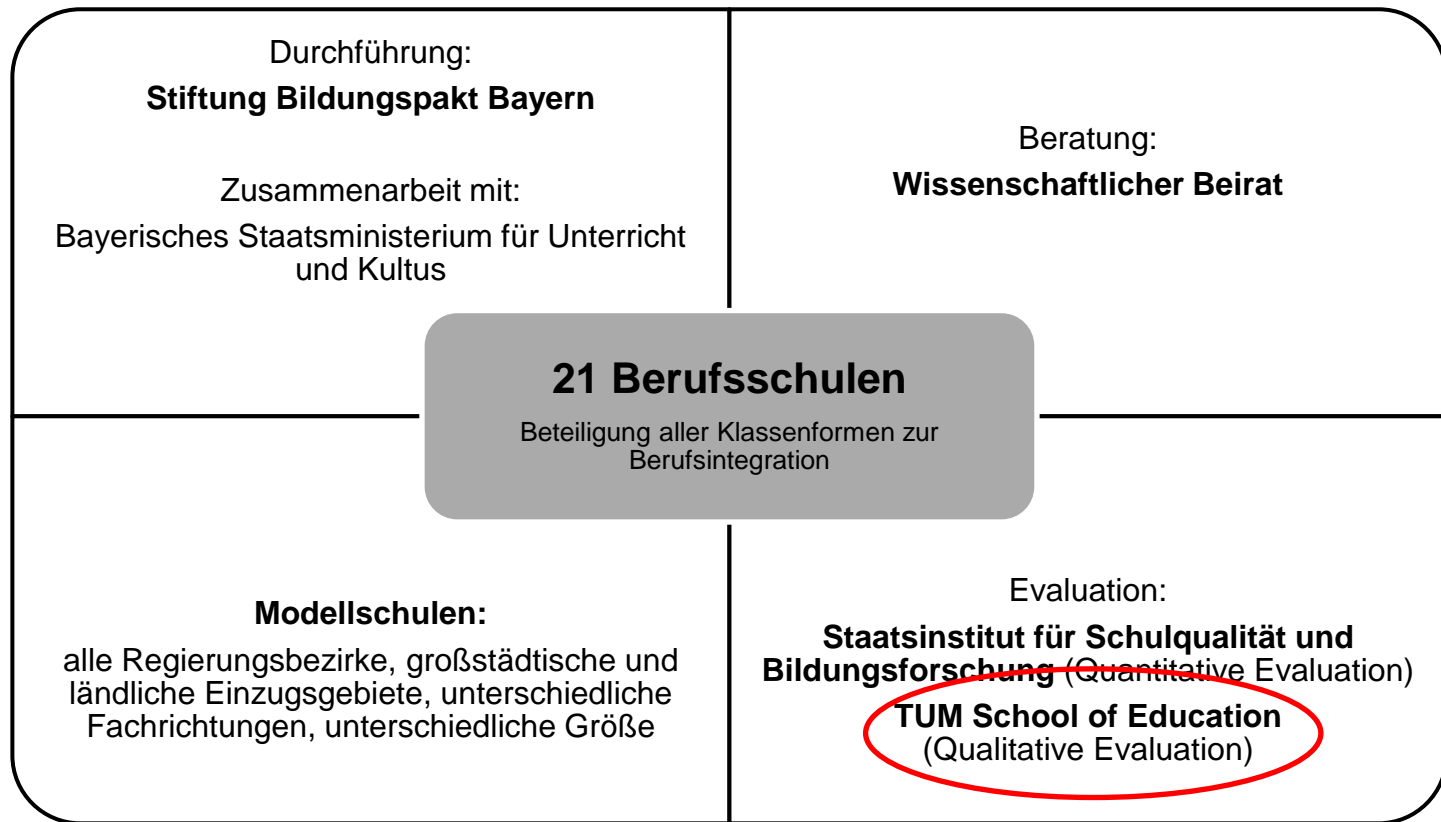 Durchführung:
Stiftung Bildungspakt Bayern
Zusammenarbeit mit:
Bayerisches Staatsministerium für Unterricht
und Kultus
Beratung:
Wissenschaftlicher Beirat
21 Berufsschulen
Beteiligung aller Klassenformen zur
Berufsintegration
Modellschulen:
alle Regierungsbezirke, großstädtische und
ländliche Einzugsgebiete, unterschiedliche
Fachrichtungen, unterschiedliche Größe
Evaluation:
Staatsinstitut für Schulqualität und
Bildungsforschung (Quantitative Evaluation)
TUM School of Education
(Qualitative Evaluation)